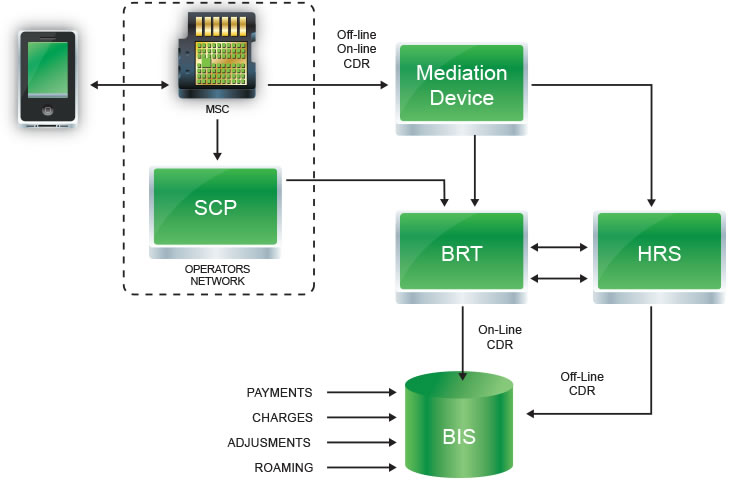 Off-line
On-line
CDR
Mediation
Device
MSC
SCP
OPERATORS
NETWORK
BRT
HRS
On-Line
CDR
Off-Line
CDR
PAYMENTS
CHARGES
ADJUSMENTS
ROAMING
BIS